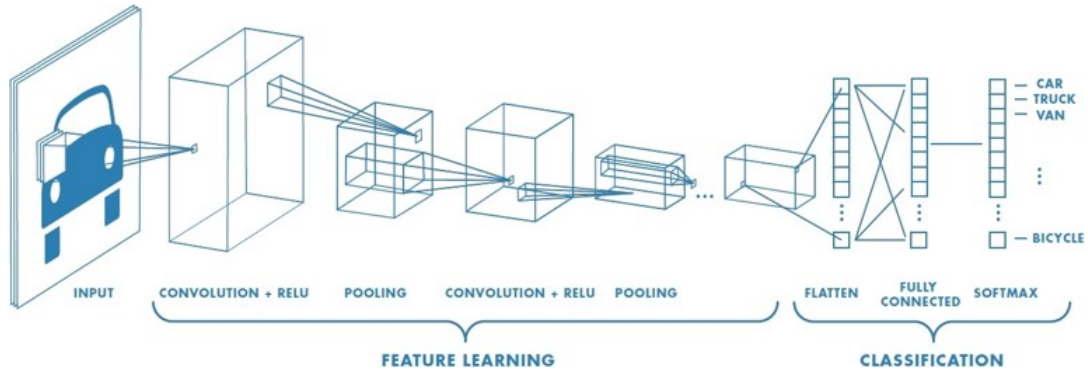 CAR
TRUCK
VAN
BICYCLE
INPUT
CONVOLUTION + RELU
POOLING
CONVOLUTION + RELU
POOLING
FLATTEN
FULLY
CONNECTED
SOFTMAX
FEATURE LEARNING
CLASSIFICATION